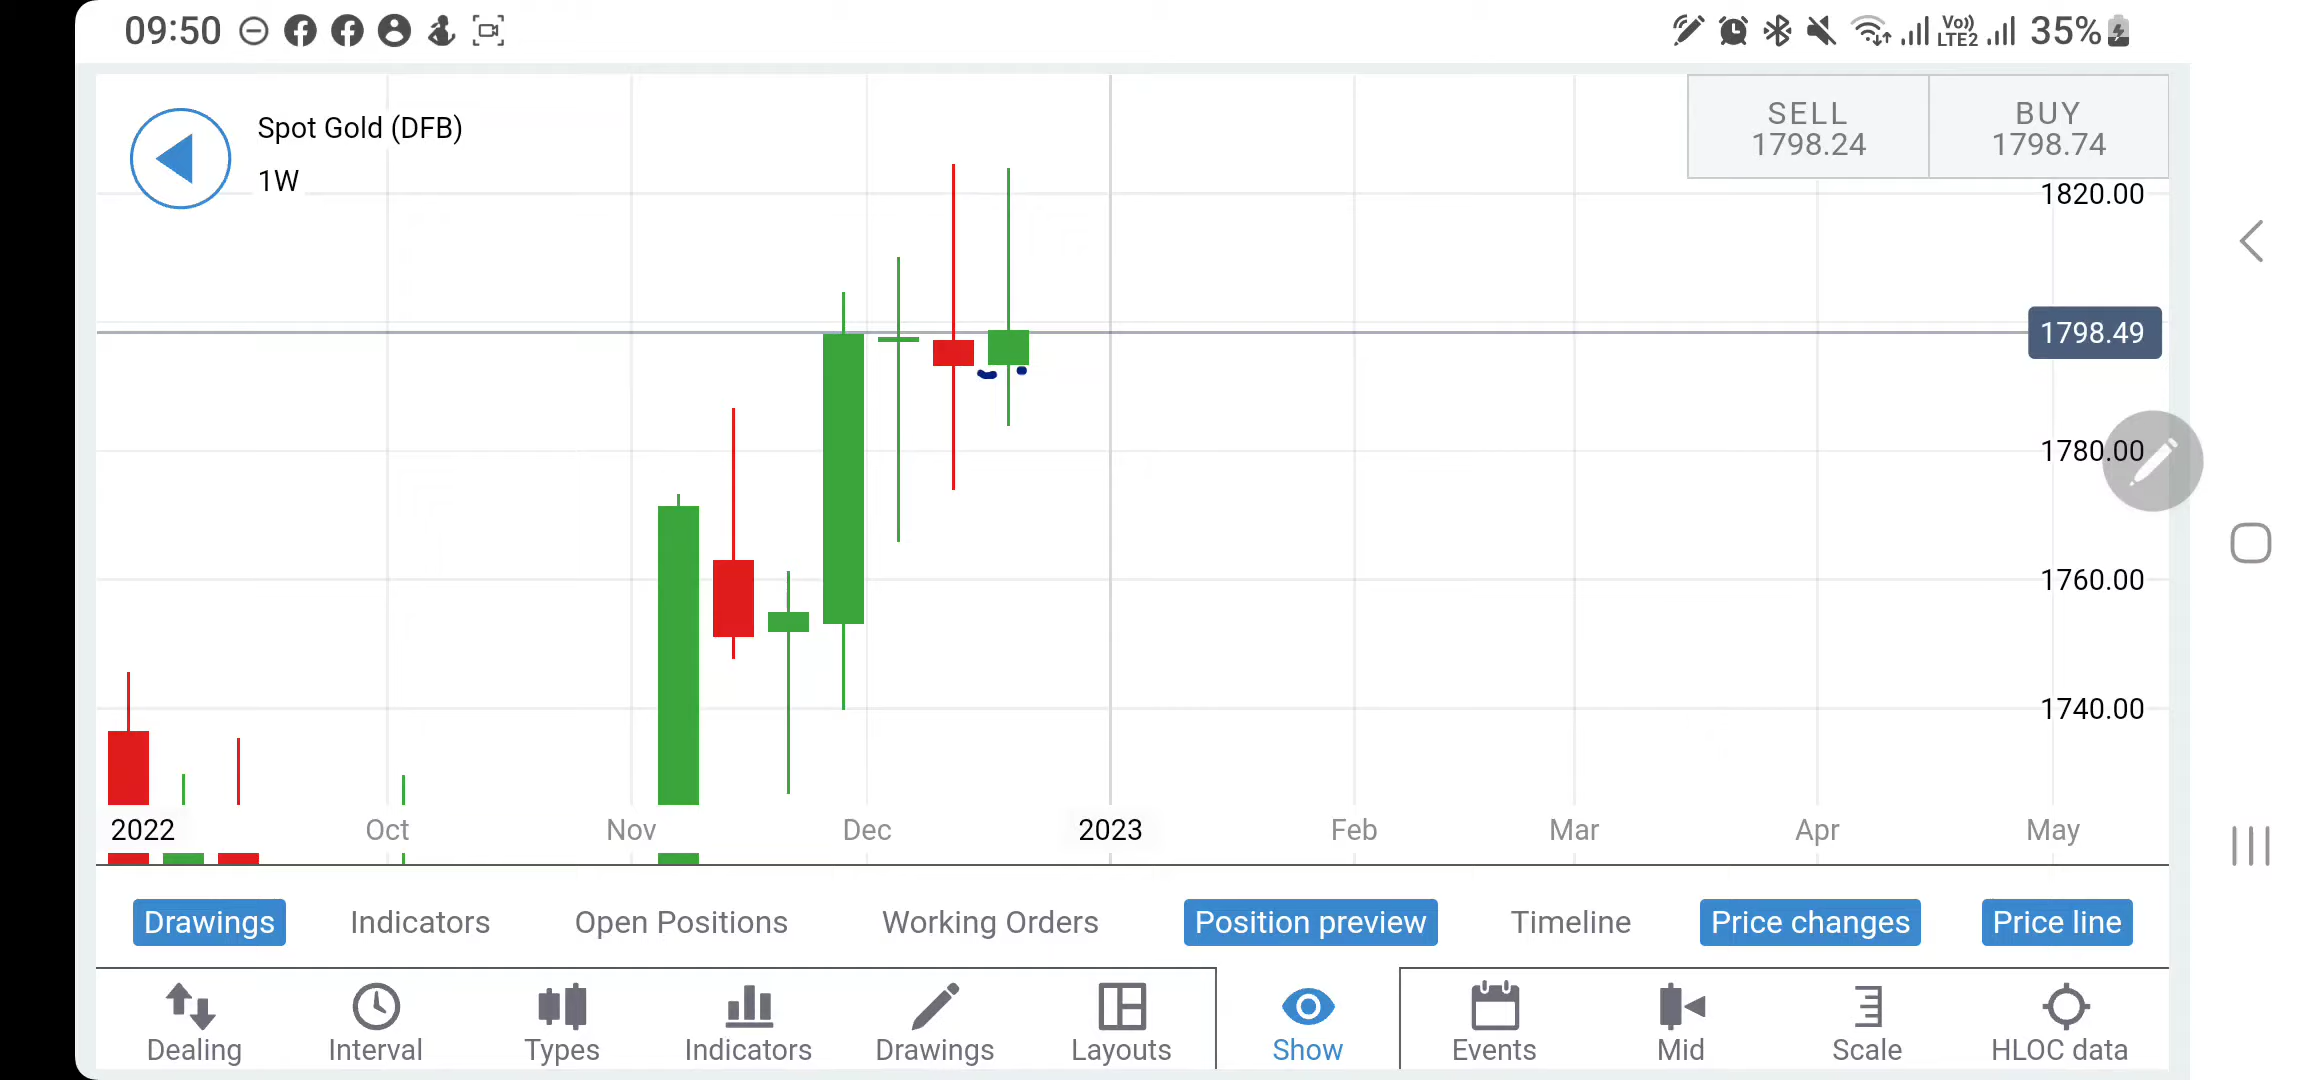 09:50
Vo))
LTE2
35%
Spot Gold (DFB)
1W
SELL
1798.24
BUY
1798.74
1820.00
1798.49
1780.00
1760.00
1740.00
2022 Oct Nov Dec 2023 Feb Mar Apr May
Drawings Indicators Open Positions Working Orders Position preview Timeline Price changes Price line
Dealing Interval Types Indicators Drawings Layouts Show Events Mid Scale HLOC data